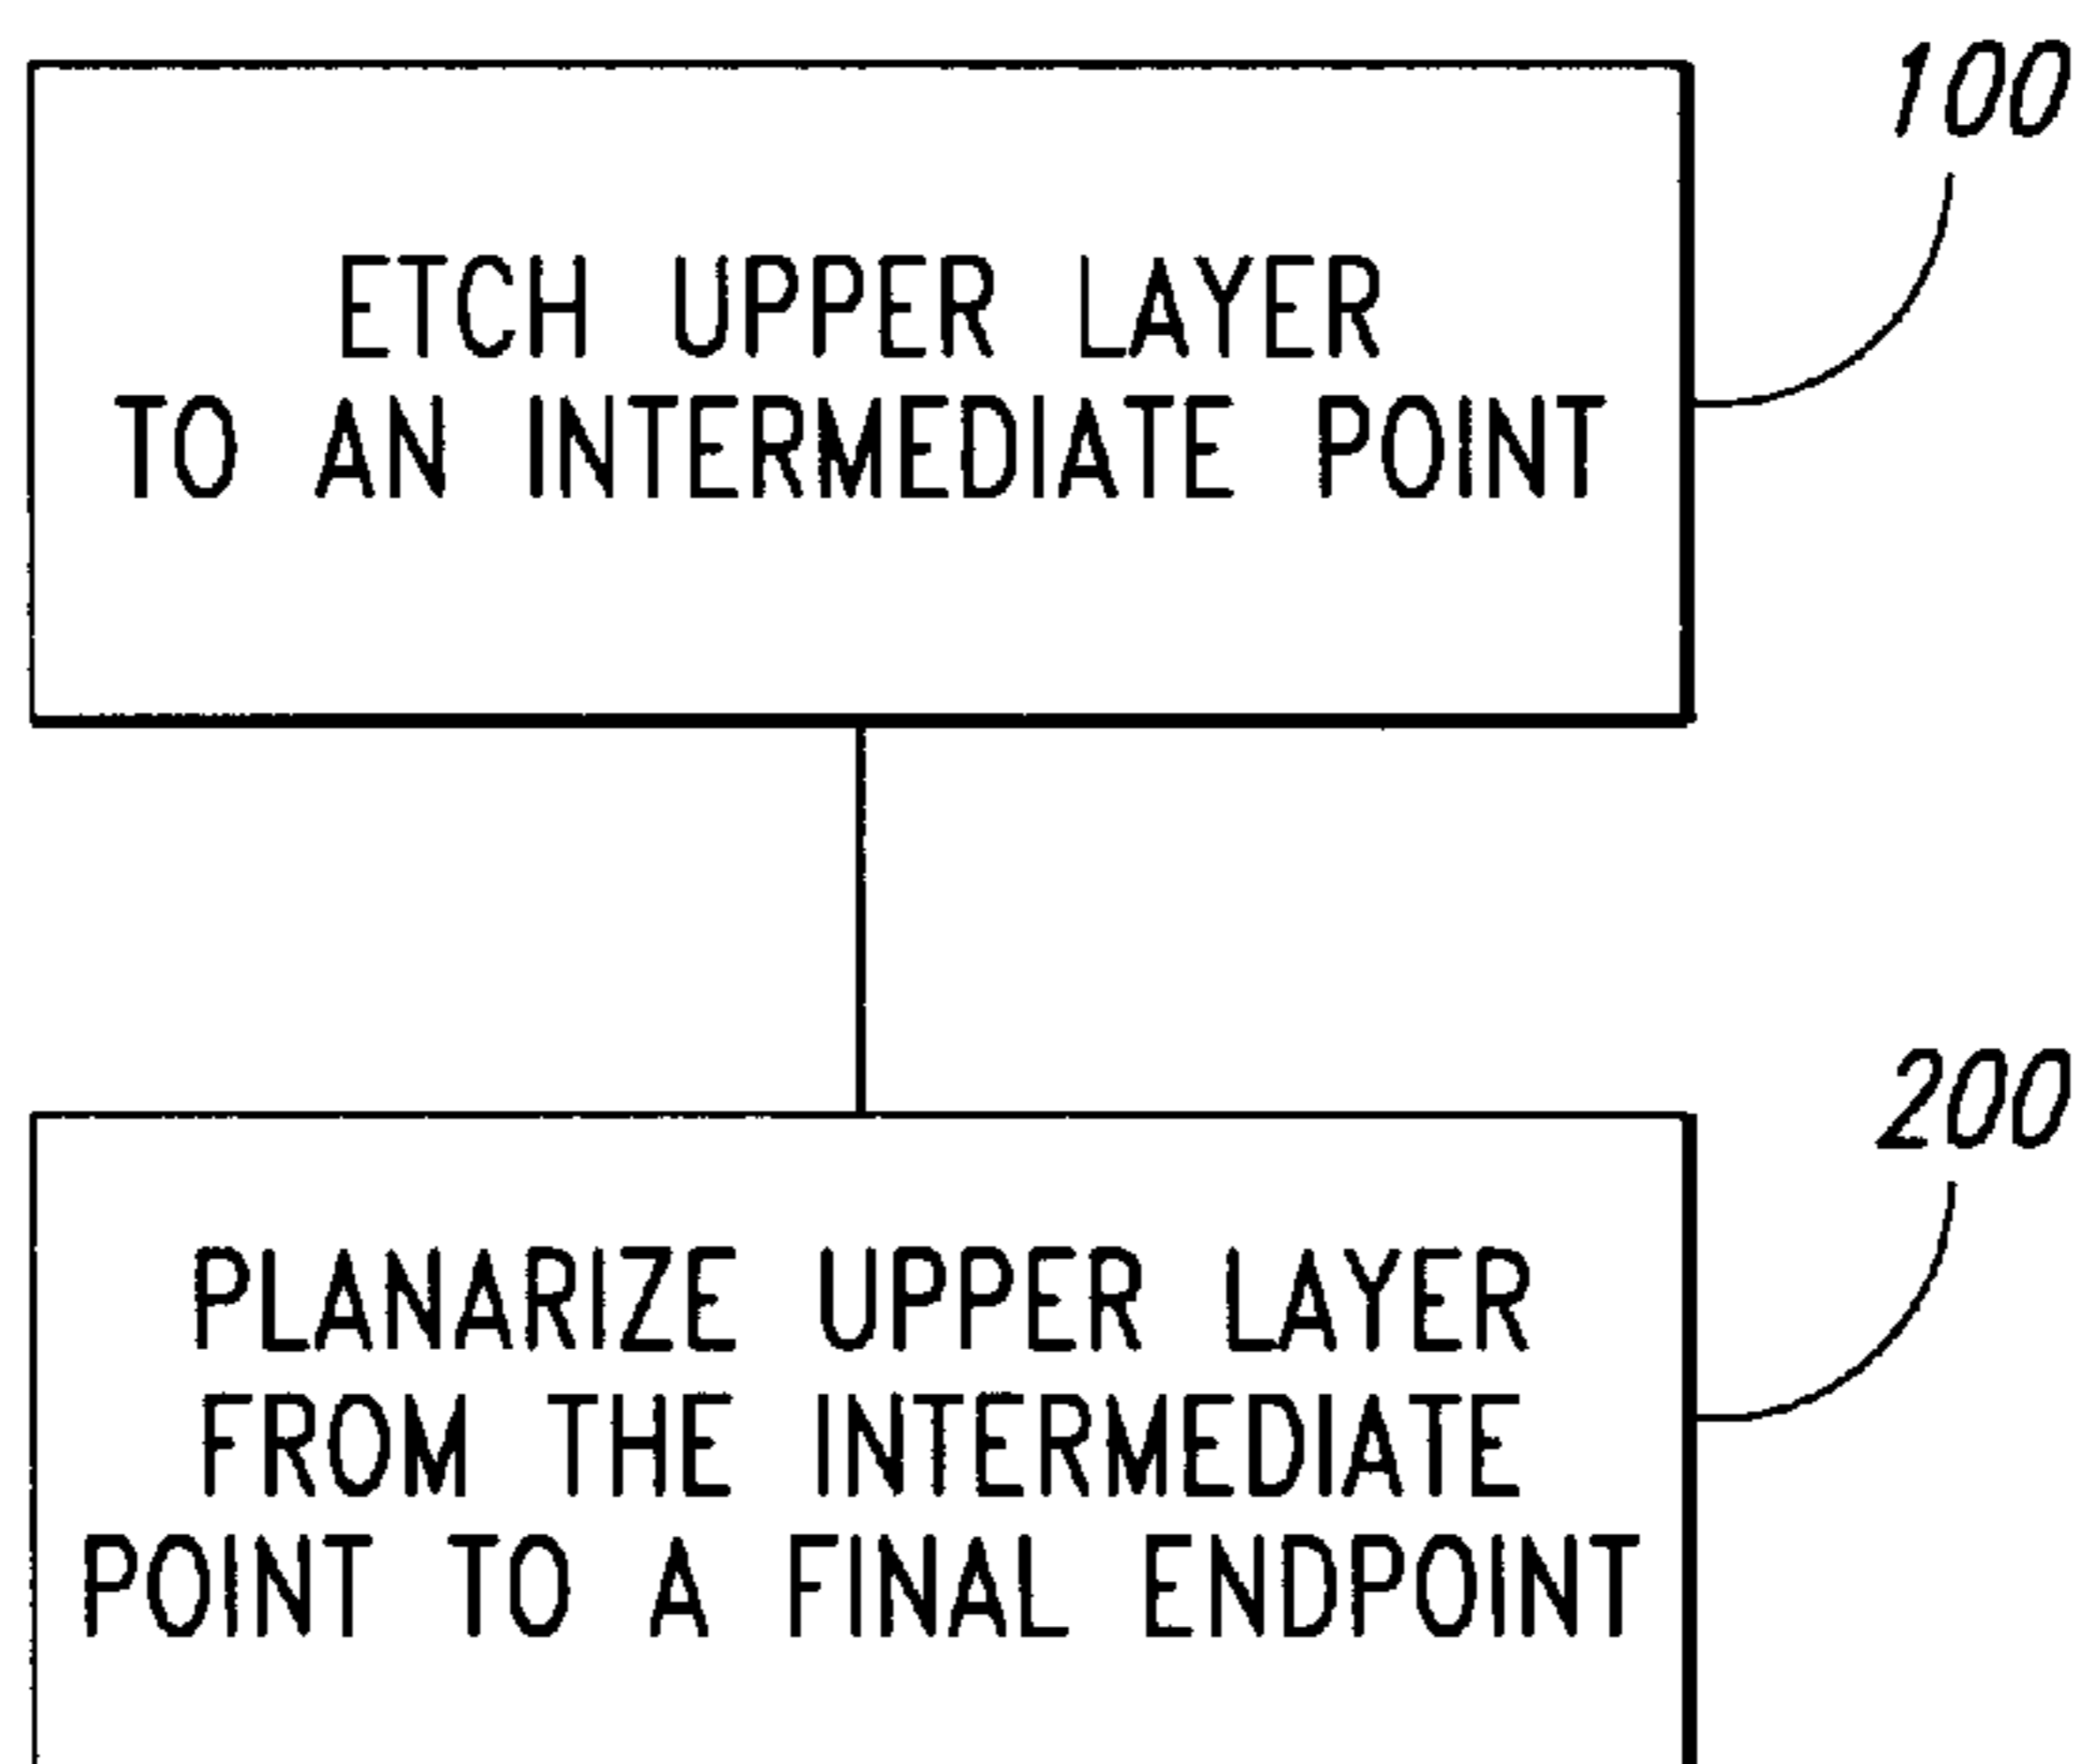 100
ETCH UPPER LAYER
TO AN INTERMEDIATE POINT
200
PLANARIZE UPPER LAYER
FROM THE INTERMEDIATE
POINT TO A FINAL ENDPOINT